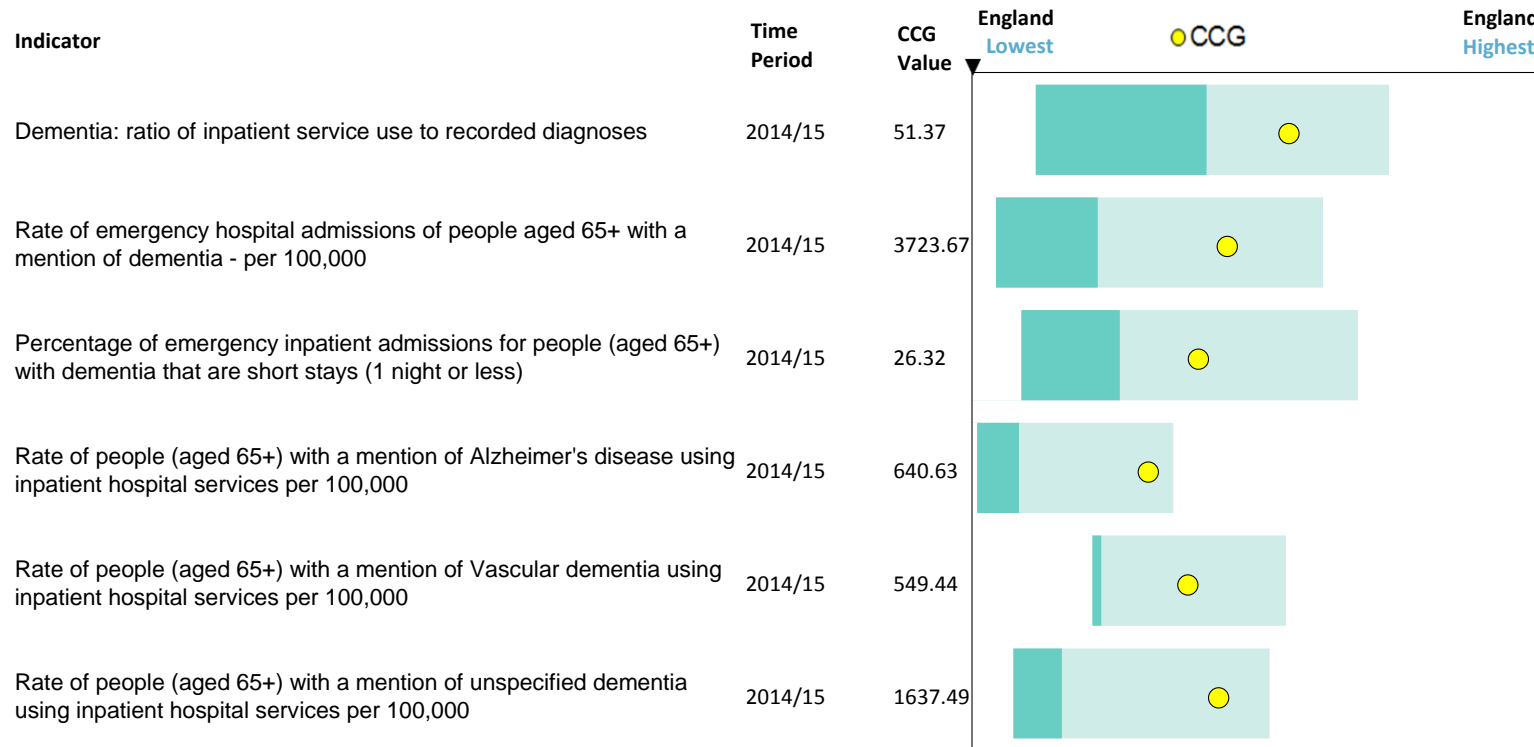 Indicator
Time
Period
CCG
Value
England
Lowest
CCG
England
Highest
Dementia: ratio of inpatient service use to recorded diagnoses 2014/15 51.37
Rate of emergency hospital admissions of people aged 65+ with a
mention of dementia - per 100,000
2014/15 3723.67
Percentage of emergency inpatient admissions for people (aged 65+)
with dementia that are short stays (1 night or less)
2014/15 26.32
Rate of people (aged 65+) with a mention of Alzheimer's disease using
inpatient hospital services per 100,000
2014/15 640.63
Rate of people (aged 65+) with a mention of Vascular dementia using
inpatient hospital services per 100,000
2014/15 549.44
Rate of people (aged 65+) with a mention of unspecified dementia
using inpatient hospital services per 100,000
2014/15 1637.49